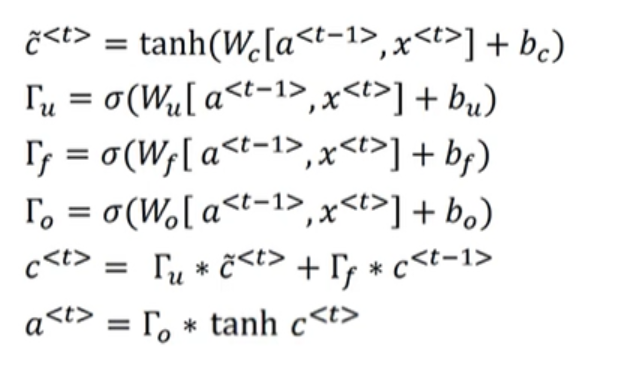 c̃^{<t>} = tanh(W_c[a^{<t-1>}, x^{<t>}] + b_c)
Γ_u = σ(W_u[ a^{<t-1>}, x^{<t>}] + b_u)
Γ_f = σ(W_f[ a^{<t-1>}, x^{<t>}] + b_f)
Γ_o = σ(W_o[ a^{<t-1>}, x^{<t>}] + b_o)
c^{<t>} = Γ_u * c̃^{<t>} + Γ_f * c^{<t-1>}
a^{<t>} = Γ_o * tanh c^{<t>}